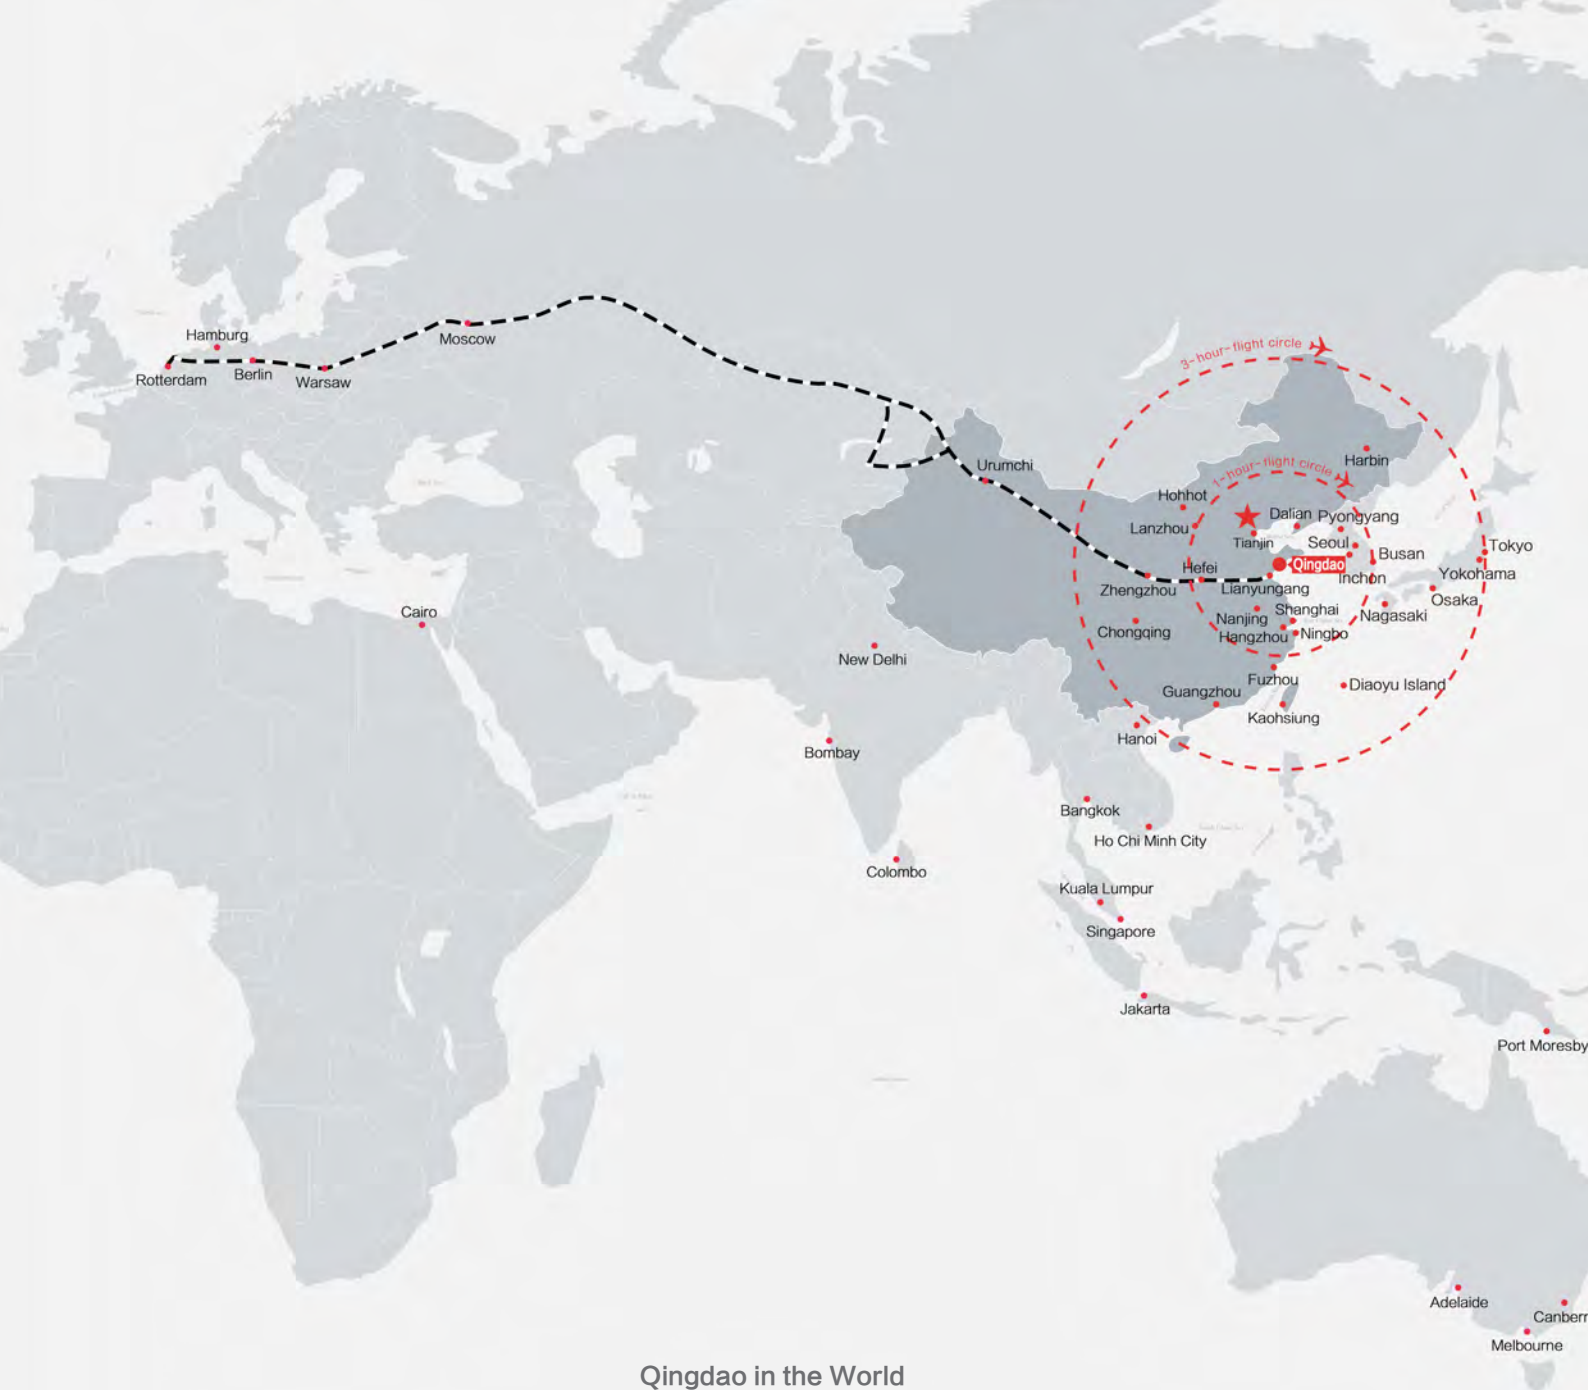 3-hour-flight circle
Hamburg
Moscow
Rotterdam
Berlin
Warsaw
Urumchi
1-hour-flight circle
Harbin
Hohhot
Lanzhou
Dalian
Pyongyang
Tianjin
Seoul
Busan
Tokyo
Qingdao
Inchon
Yokohama
Hefei
Zhengzhou
Lianyungang
Osaka
Nanjing
Shanghai
Nagasaki
Cairo
Chongqing
Hangzhou
Ningbo
New Delhi
Fuzhou
Diaoyu Island
Guangzhou
Kaohsiung
Hanoi
Bombay
Bangkok
Ho Chi Minh City
Colombo
Kuala Lumpur
Singapore
Jakarta
Port Moresby
Adelaide
Canberr
Melbourne
Qingdao in the World